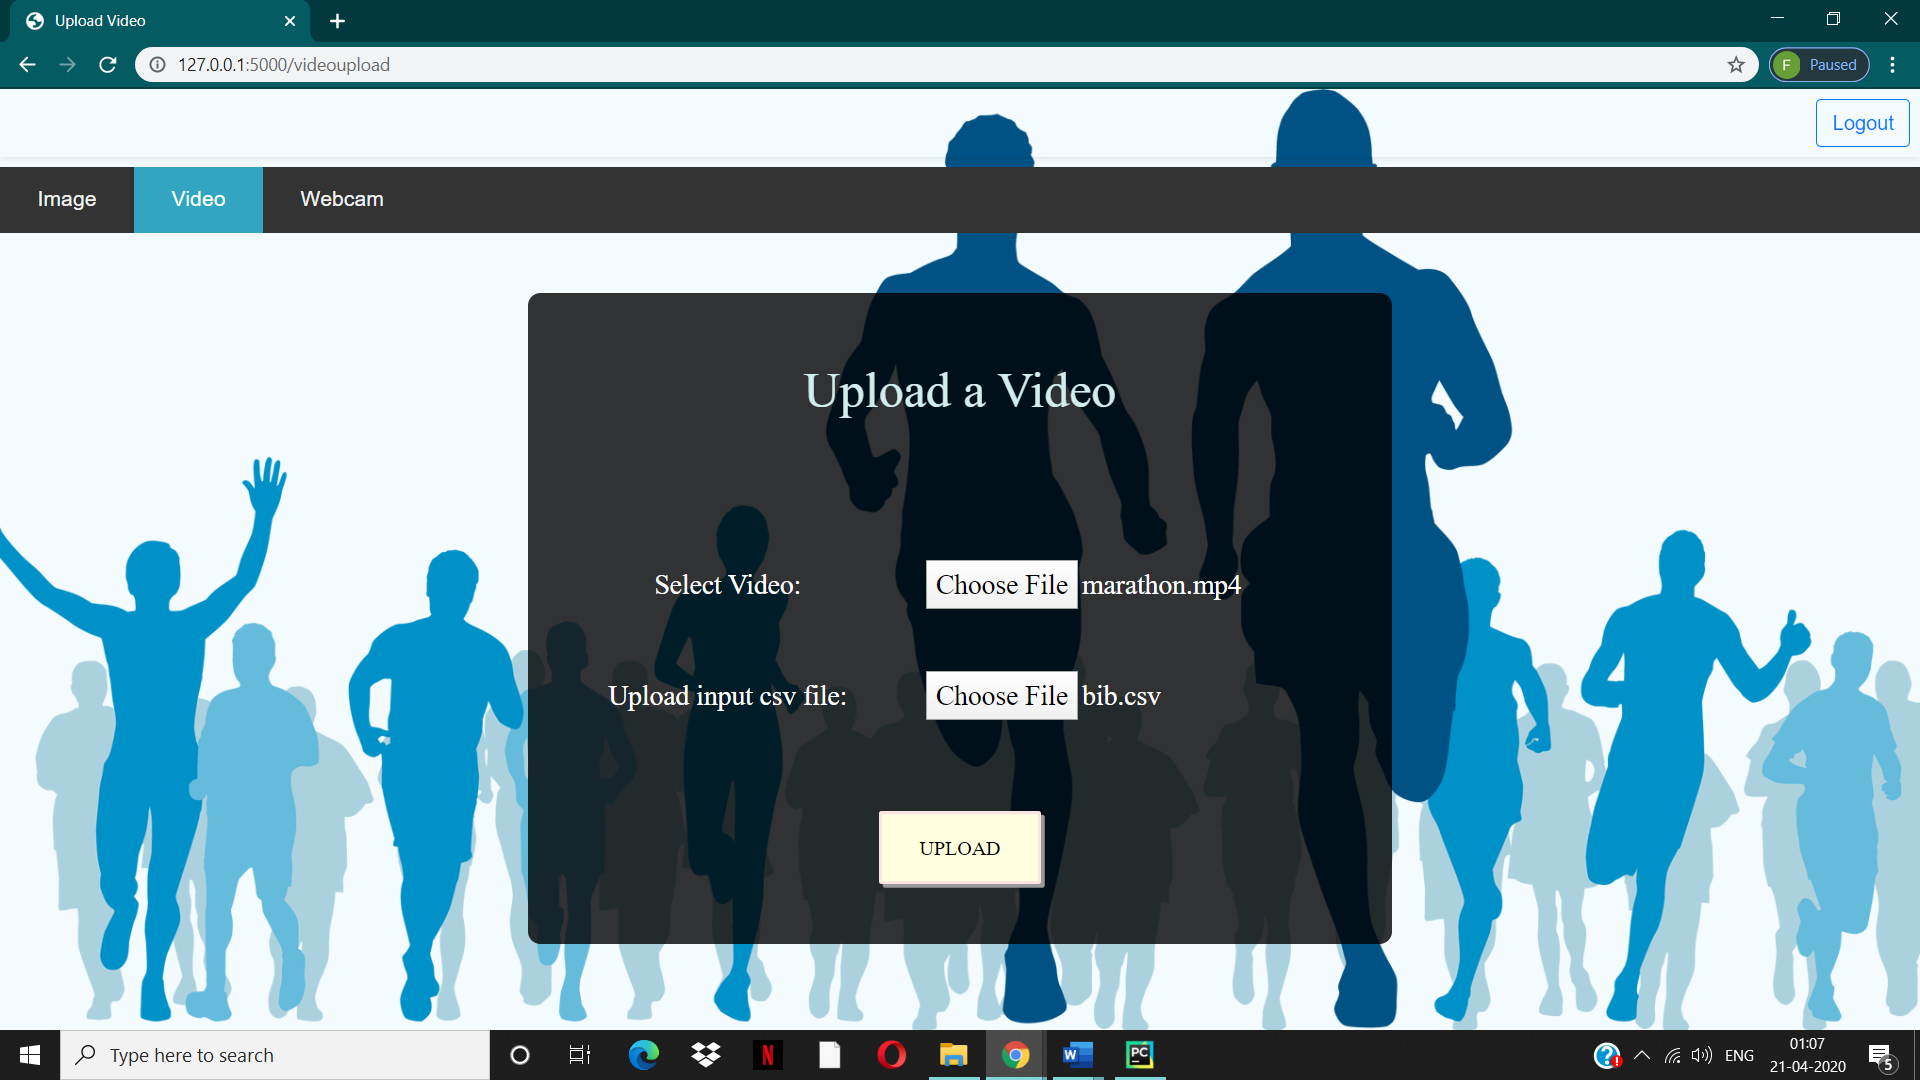 Upload Video
127.0.0.1:5000/videoupload
F Paused
Logout
Image Video Webcam
Upload a Video
Select Video: Choose File marathon.mp4
Upload input csv file: Choose File bib.csv
UPLOAD
Type here to search
N
W
PC
?
!
ENG
01:07
21-04-2020
5